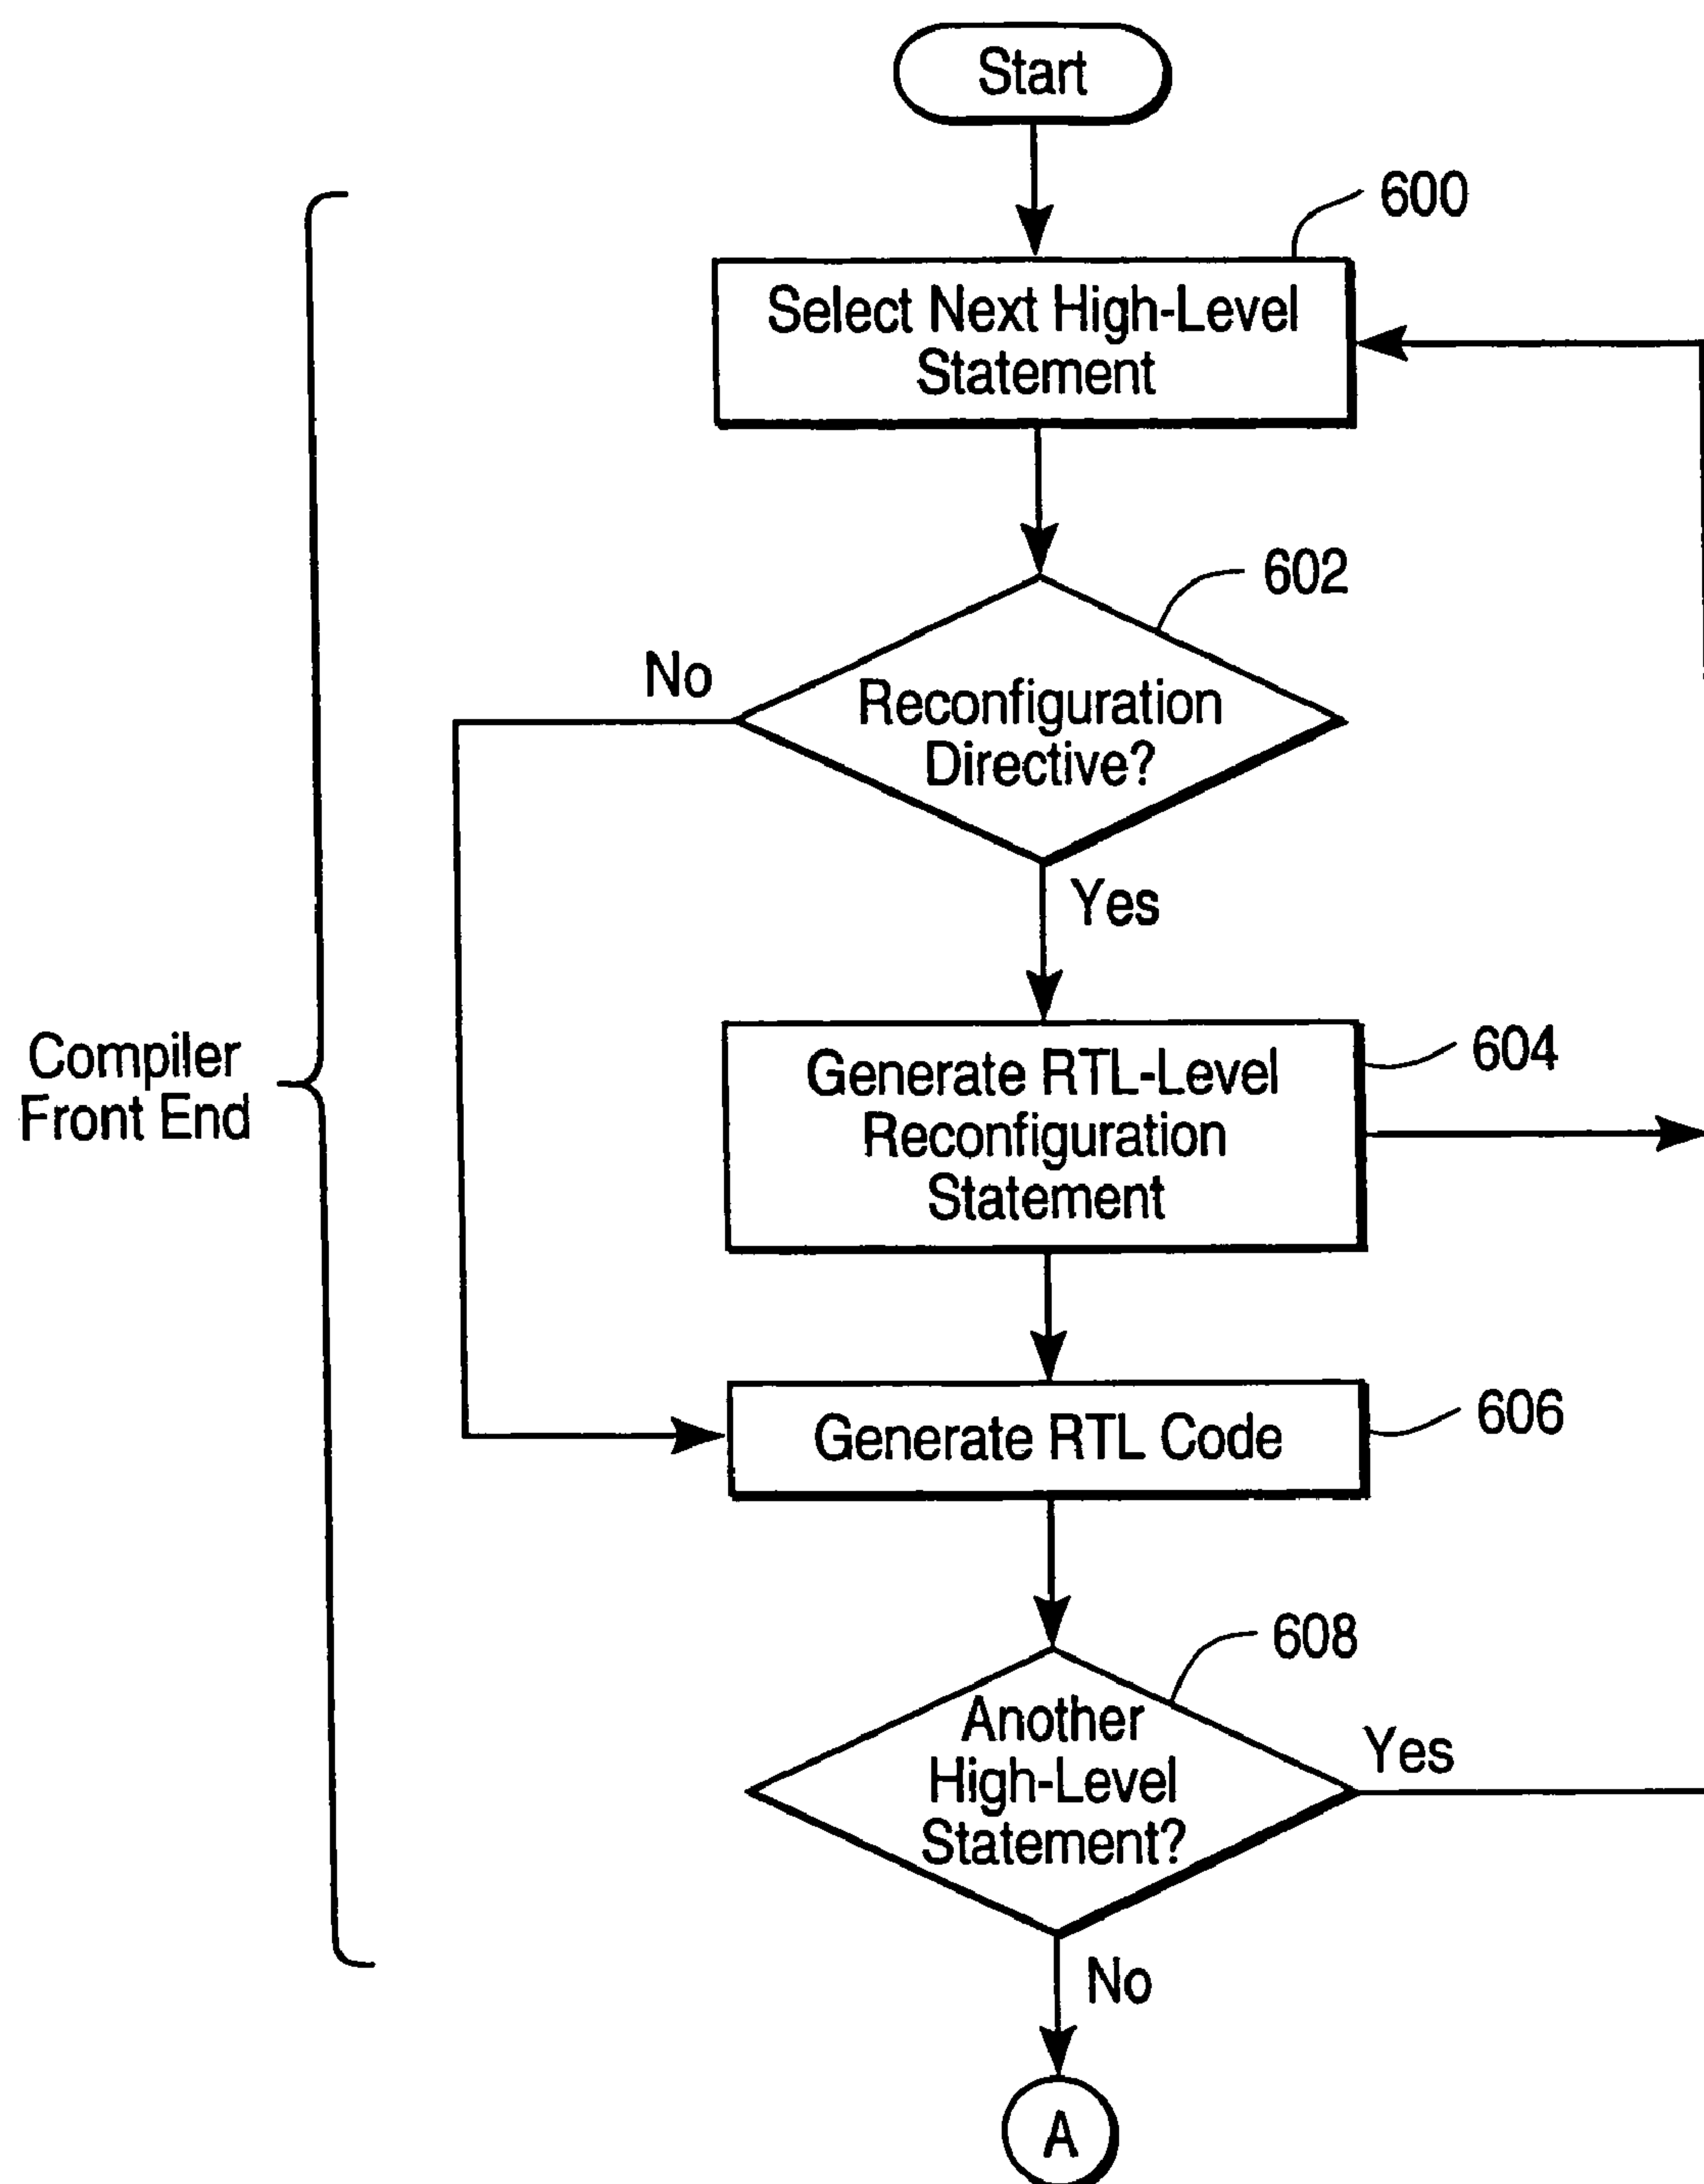 Start
600
Select Next High-Level
Statement
602
No
Reconfiguration
Directive?
Yes
Compiler
Front End
604
Generate RTL-Level
Reconfiguration
Statement
606
Generate RTL Code
608
Another
High-Level
Statement?
Yes
No
A